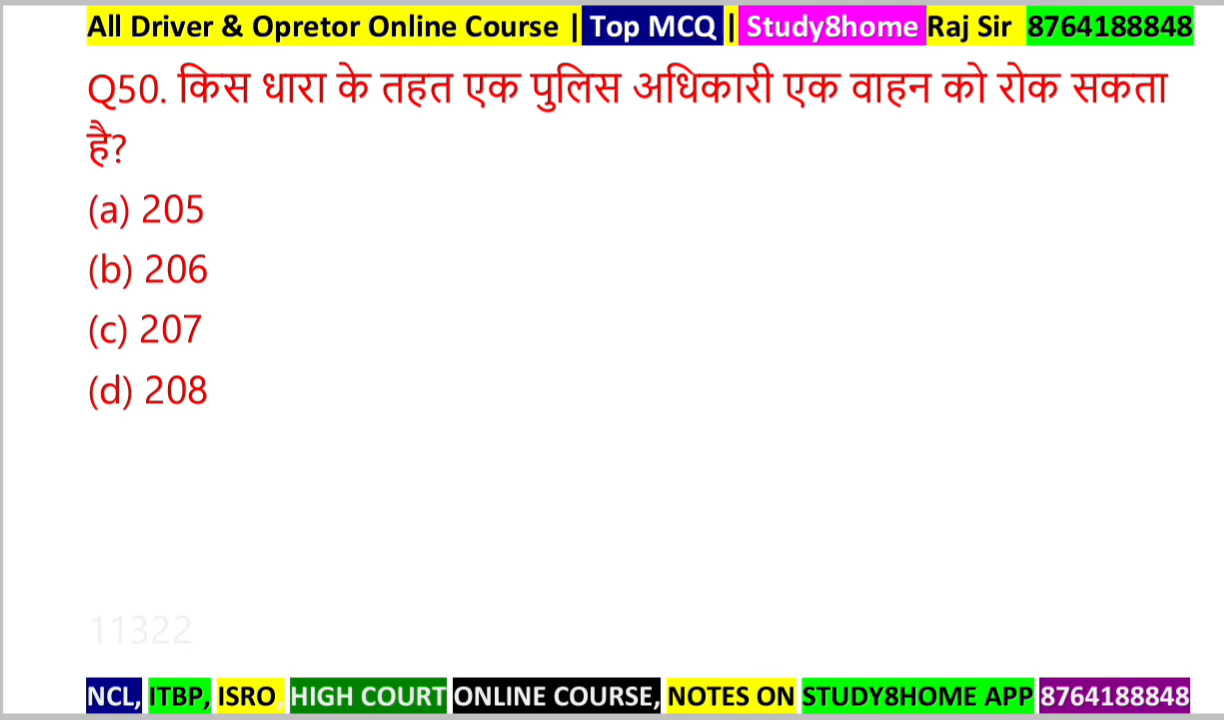 All Driver & Opretor Online Course | Top MCQ | Study8home Raj Sir 8764188848
Q50. किस धारा के तहत एक पुलिस अधिकारी एक वाहन को रोक सकता
है?
(a) 205
(b) 206
(c) 207
(d) 208
11322
NCL, ITBP, ISRO, HIGH COURT ONLINE COURSE, NOTES ON STUDY8HOME APP 8764188848